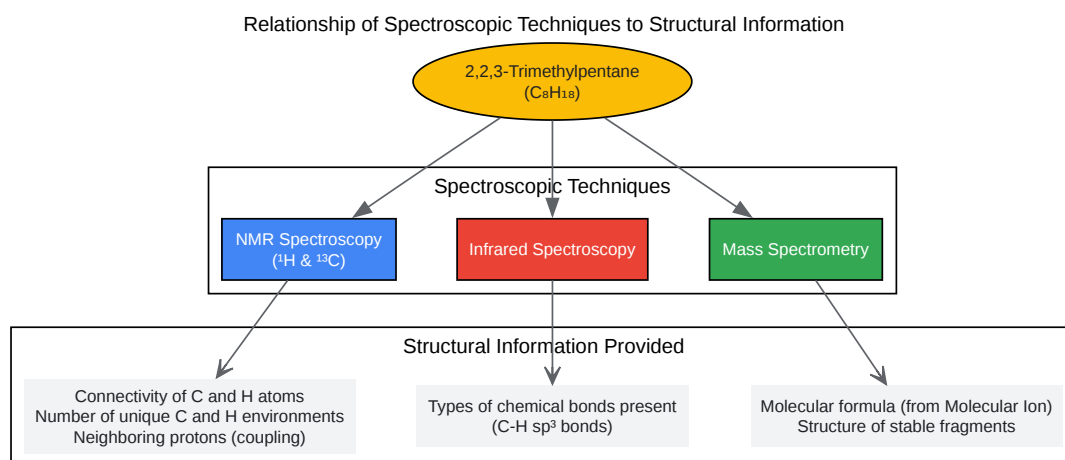 Relationship of Spectroscopic Techniques to Structural Information
2,2,3-Trimethylpentane
(C₈H₁₈)
Spectroscopic Techniques
NMR Spectroscopy
(¹H & ¹³C)
Infrared Spectroscopy
Mass Spectrometry
Structural Information Provided
Connectivity of C and H atoms
Number of unique C and H environments
Neighboring protons (coupling)
Types of chemical bonds present
(C-H sp³ bonds)
Molecular formula (from Molecular Ion)
Structure of stable fragments